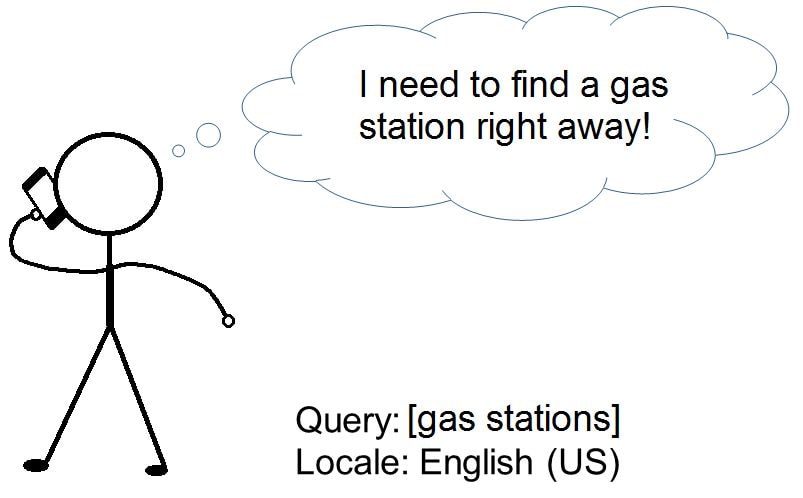 I need to find a gas
station right away!
Query: [gas stations]
Locale: English (US)